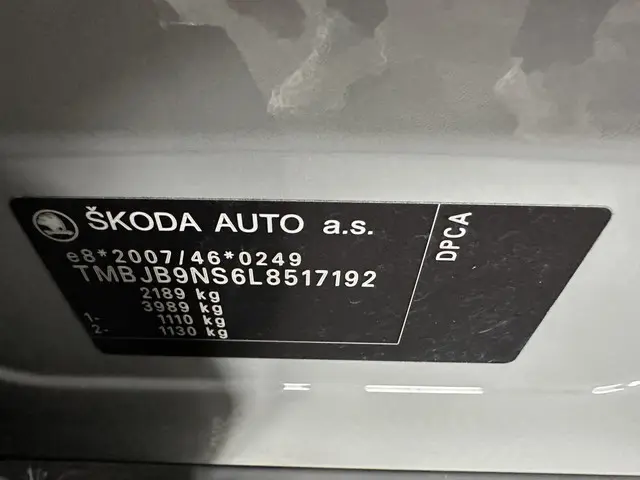 ŠKODA AUTO a.s.
e8*2007/46*0249
TMBJB9NS6L8517192
2189 kg
3989 kg
1- 1110 kg
2- 1130 kg
DPCA